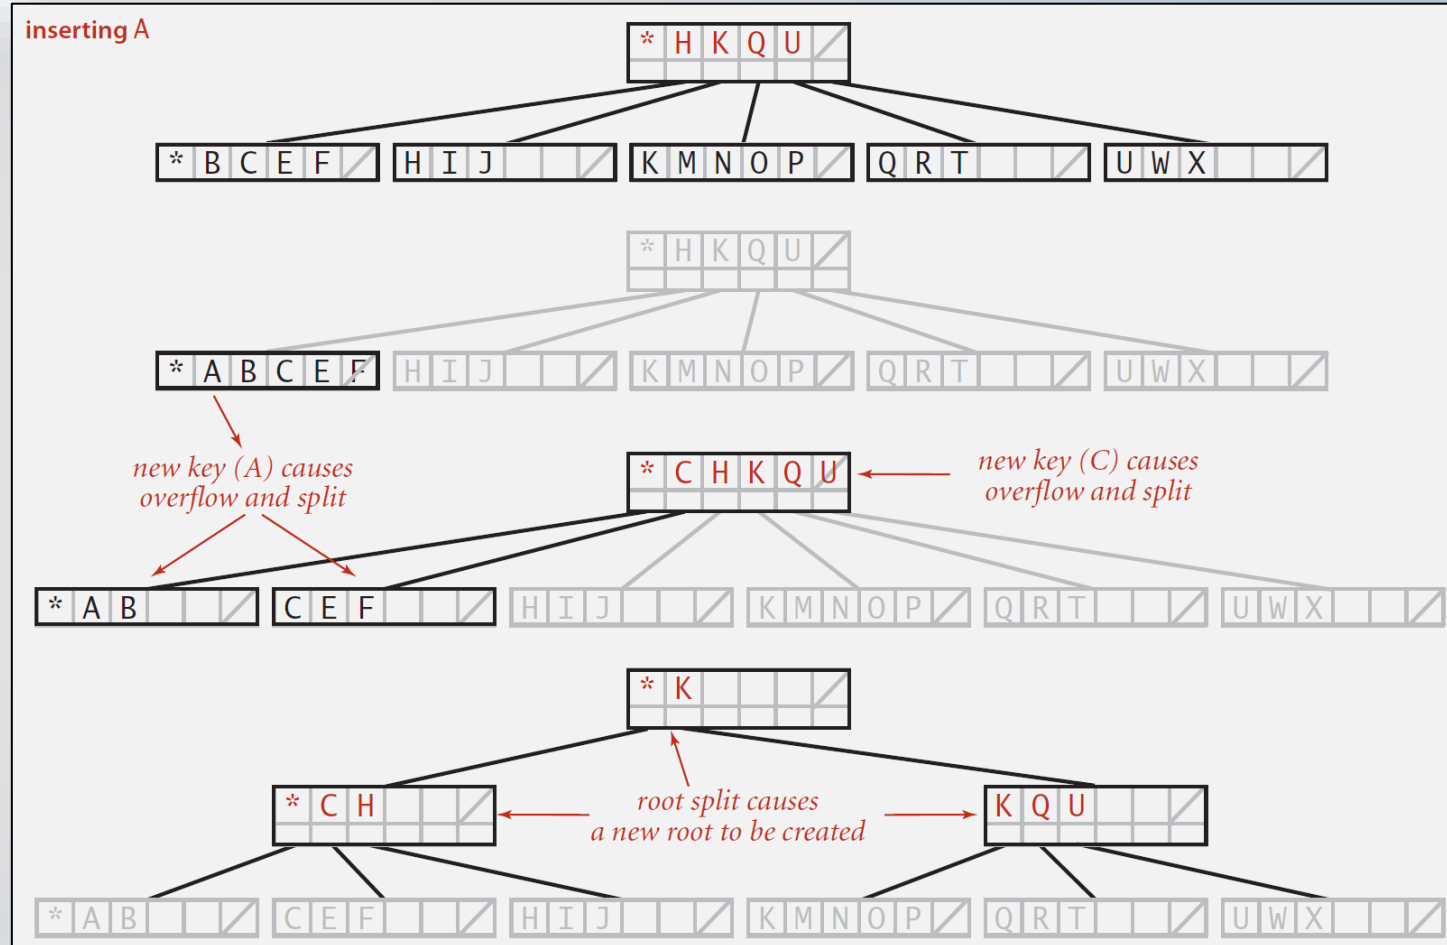 inserting A
* H K Q U
* B C E F
H I J
K M N O P
Q R T
U W X
* H K Q U
* A B C E F
H I J
K M N O P
Q R T
U W X
new key (A) causes
overflow and split
* C H K Q U
new key (C) causes
overflow and split
* A B
C E F
H I J
K M N O P
Q R T
U W X
* K
* C H
root split causes
a new root to be created
K Q U
* A B
C E F
H I J
K M N O P
Q R T
U W X